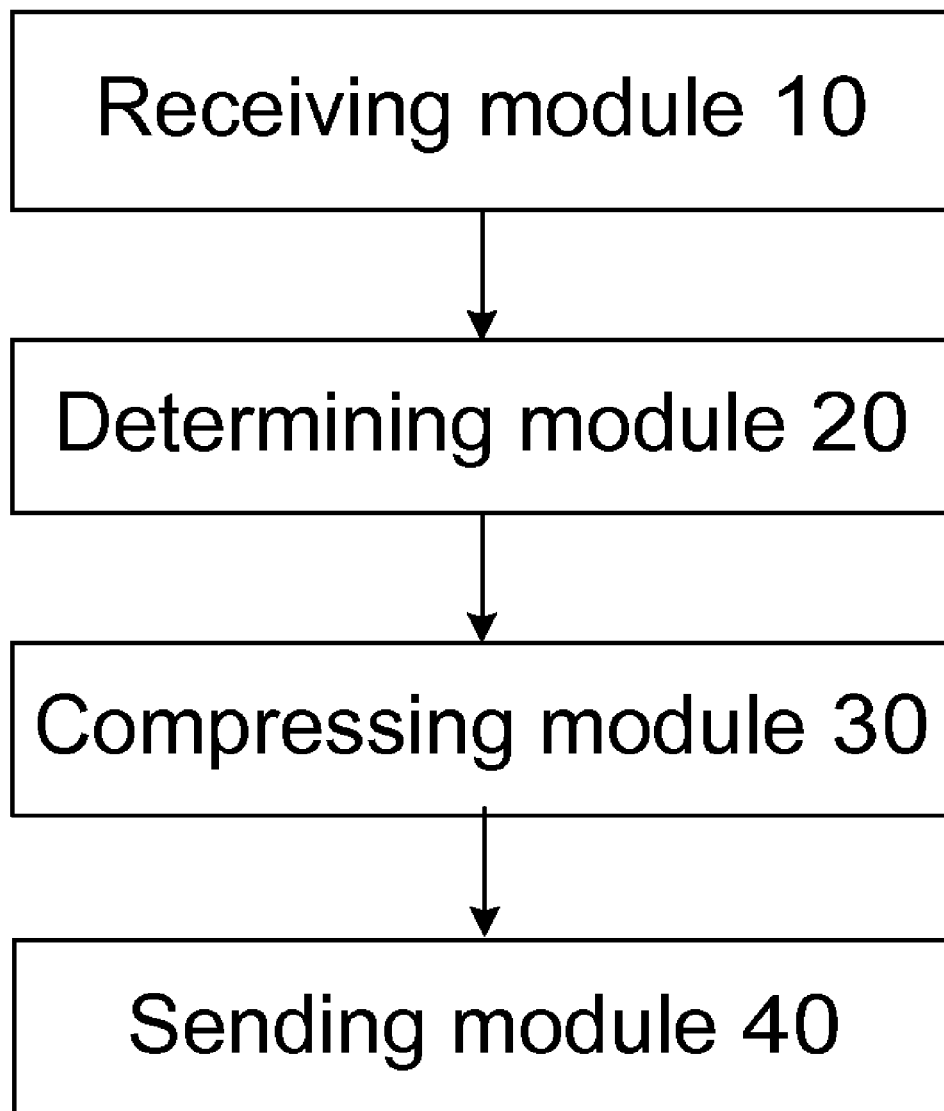 Receiving module 10
Determining module 20
Compressing module 30
Sending module 40